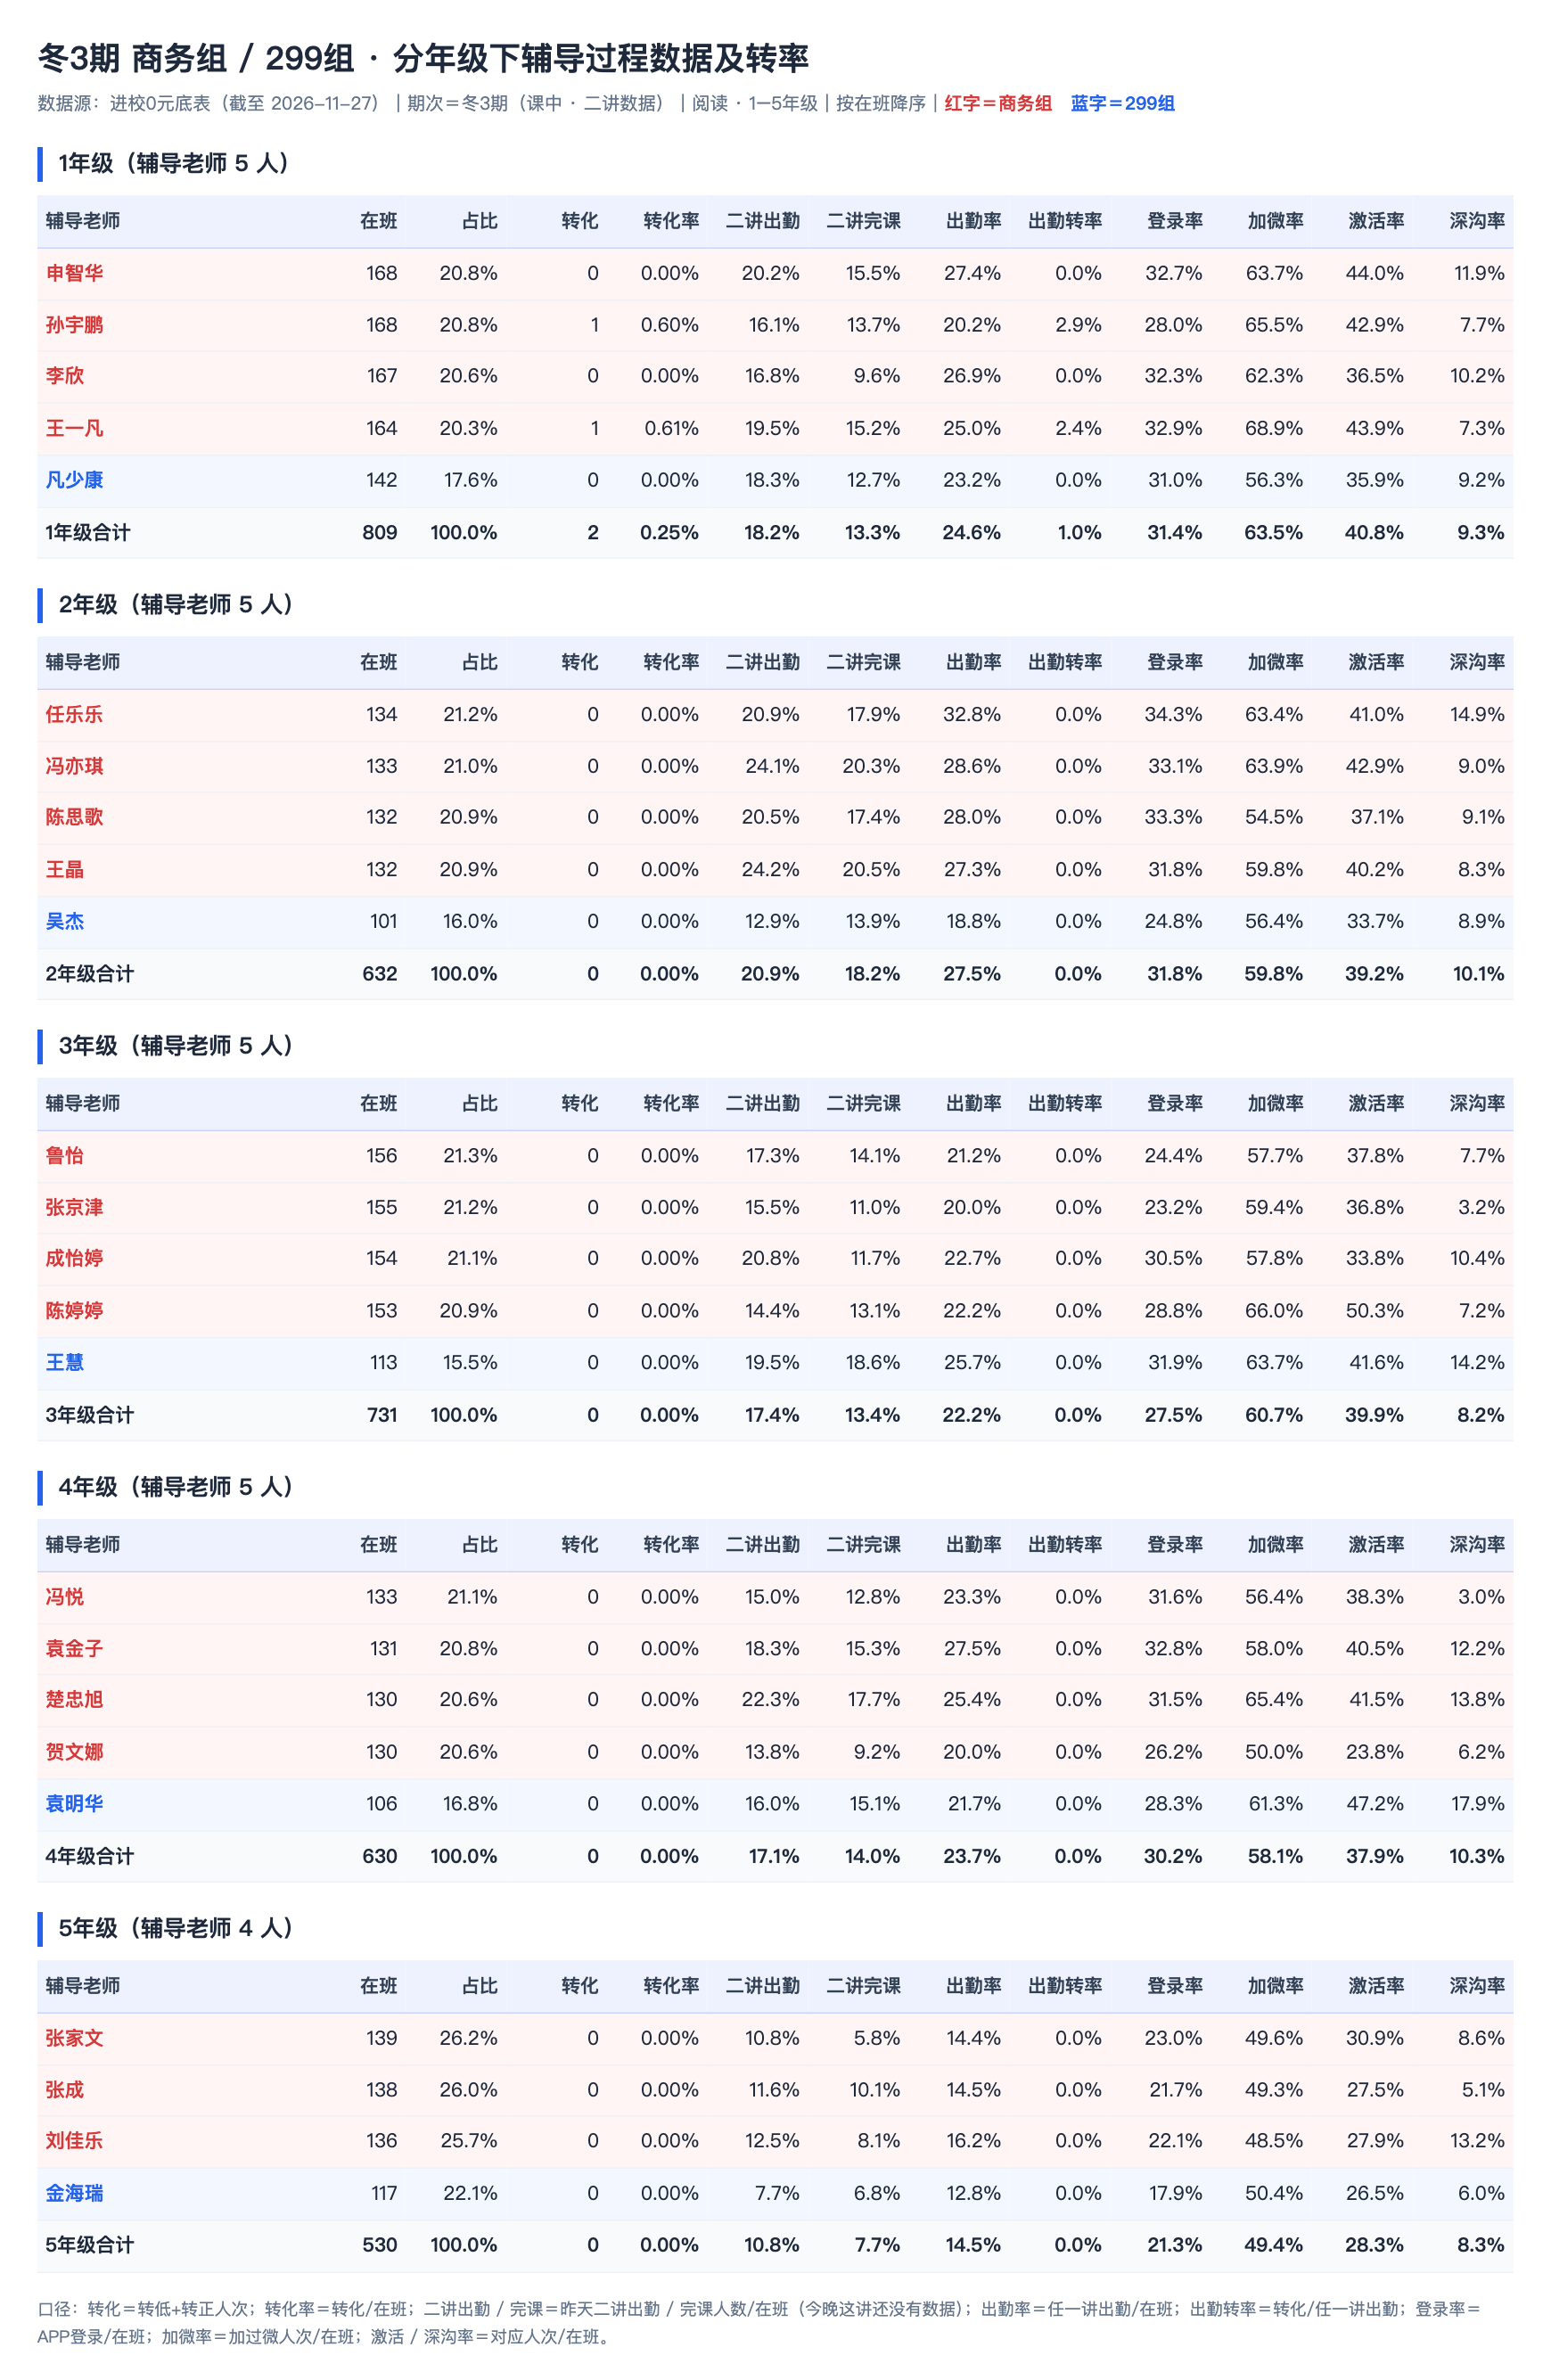 冬3期 商务组 / 299组 · 分年级下辅导过程数据及转率
数据源：进校0元底表（截至 2026-11-27）｜期次＝冬3期（课中 · 二讲数据）｜阅读 · 1—5年级｜按在班降序｜红字＝商务组 蓝字＝299组
1年级（辅导老师 5 人）
辅导老师 在班 占比 转化 转化率 二讲出勤 二讲完课 出勤率 出勤转率 登录率 加微率 激活率 深沟率
申智华 168 20.8% 0 0.00% 20.2% 15.5% 27.4% 0.0% 32.7% 63.7% 44.0% 11.9%
孙宇鹏 168 20.8% 1 0.60% 16.1% 13.7% 20.2% 2.9% 28.0% 65.5% 42.9% 7.7%
李欣 167 20.6% 0 0.00% 16.8% 9.6% 26.9% 0.0% 32.3% 62.3% 36.5% 10.2%
王一凡 164 20.3% 1 0.61% 19.5% 15.2% 25.0% 2.4% 32.9% 68.9% 43.9% 7.3%
凡少康 142 17.6% 0 0.00% 18.3% 12.7% 23.2% 0.0% 31.0% 56.3% 35.9% 9.2%
1年级合计 809 100.0% 2 0.25% 18.2% 13.3% 24.6% 1.0% 31.4% 63.5% 40.8% 9.3%
2年级（辅导老师 5 人）
辅导老师 在班 占比 转化 转化率 二讲出勤 二讲完课 出勤率 出勤转率 登录率 加微率 激活率 深沟率
任乐乐 134 21.2% 0 0.00% 20.9% 17.9% 32.8% 0.0% 34.3% 63.4% 41.0% 14.9%
冯亦琪 133 21.0% 0 0.00% 24.1% 20.3% 28.6% 0.0% 33.1% 63.9% 42.9% 9.0%
陈思歌 132 20.9% 0 0.00% 20.5% 17.4% 28.0% 0.0% 33.3% 54.5% 37.1% 9.1%
王晶 132 20.9% 0 0.00% 24.2% 20.5% 27.3% 0.0% 31.8% 59.8% 40.2% 8.3%
吴杰 101 16.0% 0 0.00% 12.9% 13.9% 18.8% 0.0% 24.8% 56.4% 33.7% 8.9%
2年级合计 632 100.0% 0 0.00% 20.9% 18.2% 27.5% 0.0% 31.8% 59.8% 39.2% 10.1%
3年级（辅导老师 5 人）
辅导老师 在班 占比 转化 转化率 二讲出勤 二讲完课 出勤率 出勤转率 登录率 加微率 激活率 深沟率
鲁怡 156 21.3% 0 0.00% 17.3% 14.1% 21.2% 0.0% 24.4% 57.7% 37.8% 7.7%
张京津 155 21.2% 0 0.00% 15.5% 11.0% 20.0% 0.0% 23.2% 59.4% 36.8% 3.2%
成怡婷 154 21.1% 0 0.00% 20.8% 11.7% 22.7% 0.0% 30.5% 57.8% 33.8% 10.4%
陈婷婷 153 20.9% 0 0.00% 14.4% 13.1% 22.2% 0.0% 28.8% 66.0% 50.3% 7.2%
王慧 113 15.5% 0 0.00% 19.5% 18.6% 25.7% 0.0% 31.9% 63.7% 41.6% 14.2%
3年级合计 731 100.0% 0 0.00% 17.4% 13.4% 22.2% 0.0% 27.5% 60.7% 39.9% 8.2%
4年级（辅导老师 5 人）
辅导老师 在班 占比 转化 转化率 二讲出勤 二讲完课 出勤率 出勤转率 登录率 加微率 激活率 深沟率
冯悦 133 21.1% 0 0.00% 15.0% 12.8% 23.3% 0.0% 31.6% 56.4% 38.3% 3.0%
袁金子 131 20.8% 0 0.00% 18.3% 15.3% 27.5% 0.0% 32.8% 58.0% 40.5% 12.2%
楚忠旭 130 20.6% 0 0.00% 22.3% 17.7% 25.4% 0.0% 31.5% 65.4% 41.5% 13.8%
贺文娜 130 20.6% 0 0.00% 13.8% 9.2% 20.0% 0.0% 26.2% 50.0% 23.8% 6.2%
袁明华 106 16.8% 0 0.00% 16.0% 15.1% 21.7% 0.0% 28.3% 61.3% 47.2% 17.9%
4年级合计 630 100.0% 0 0.00% 17.1% 14.0% 23.7% 0.0% 30.2% 58.1% 37.9% 10.3%
5年级（辅导老师 4 人）
辅导老师 在班 占比 转化 转化率 二讲出勤 二讲完课 出勤率 出勤转率 登录率 加微率 激活率 深沟率
张家文 139 26.2% 0 0.00% 10.8% 5.8% 14.4% 0.0% 23.0% 49.6% 30.9% 8.6%
张成 138 26.0% 0 0.00% 11.6% 10.1% 14.5% 0.0% 21.7% 49.3% 27.5% 5.1%
刘佳乐 136 25.7% 0 0.00% 12.5% 8.1% 16.2% 0.0% 22.1% 48.5% 27.9% 13.2%
金海瑞 117 22.1% 0 0.00% 7.7% 6.8% 12.8% 0.0% 17.9% 50.4% 26.5% 6.0%
5年级合计 530 100.0% 0 0.00% 10.8% 7.7% 14.5% 0.0% 21.3% 49.4% 28.3% 8.3%
口径：转化＝转低+转正人次；转化率＝转化/在班；二讲出勤 / 完课＝昨天二讲出勤 / 完课人数/在班（今晚这讲还没有数据）；出勤率＝任一讲出勤/在班；出勤转率＝转化/任一讲出勤；登录率＝
APP登录/在班；加微率＝加过微人次/在班；激活 / 深沟率＝对应人次/在班。